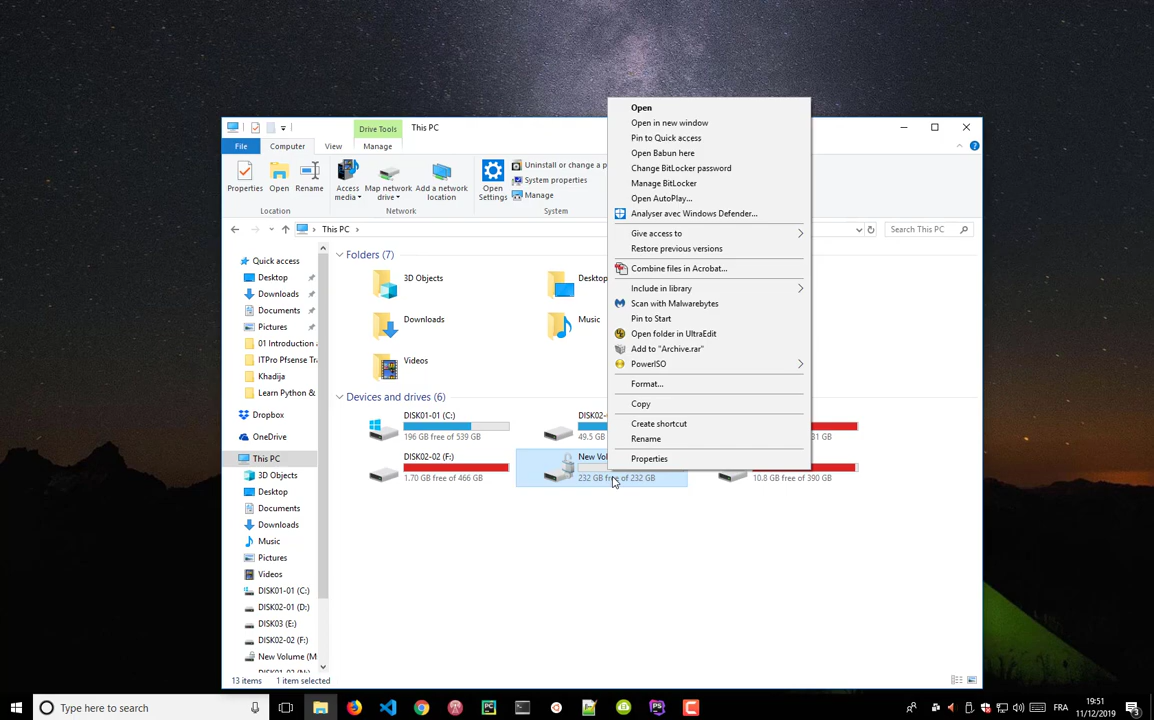 This PC
Drive Tools
File
Computer
View
Manage
Properties
Open
Rename
Access
media
Map network
drive
Add a network
location
Open
Settings
Uninstall or change a p
System properties
Manage
Location
Network
System
This PC
Search This PC
Quick access
Desktop
Downloads
Documents
Pictures
01 Introduction
ITPro Pfsense Tra
Khadija
Learn Python &
Dropbox
OneDrive
This PC
3D Objects
Desktop
Documents
Downloads
Music
Pictures
Videos
DISK01-01 (C:)
DISK02-01 (D:)
DISK03 (E:)
DISK02-02 (F:)
New Volume (M
Folders (7)
3D Objects
Desktop
Downloads
Music
Videos
Devices and drives (6)
DISK01-01 (C:)
196 GB free of 539 GB
DISK02-
49.5 GB
31 GB
DISK02-02 (F:)
1.70 GB free of 466 GB
New Vol
232 GB free of 232 GB
10.8 GB free of 390 GB
Open
Open in new window
Pin to Quick access
Open Babun here
Change BitLocker password
Manage BitLocker
Open AutoPlay...
Analyser avec Windows Defender...
Give access to
Restore previous versions
Combine files in Acrobat...
Include in library
Scan with Malwarebytes
Pin to Start
Open folder in UltraEdit
Add to "Archive.rar"
PowerISO
Format...
Copy
Create shortcut
Rename
Properties
13 items
1 item selected
Type here to search
FRA
19:51
11/12/2019
3